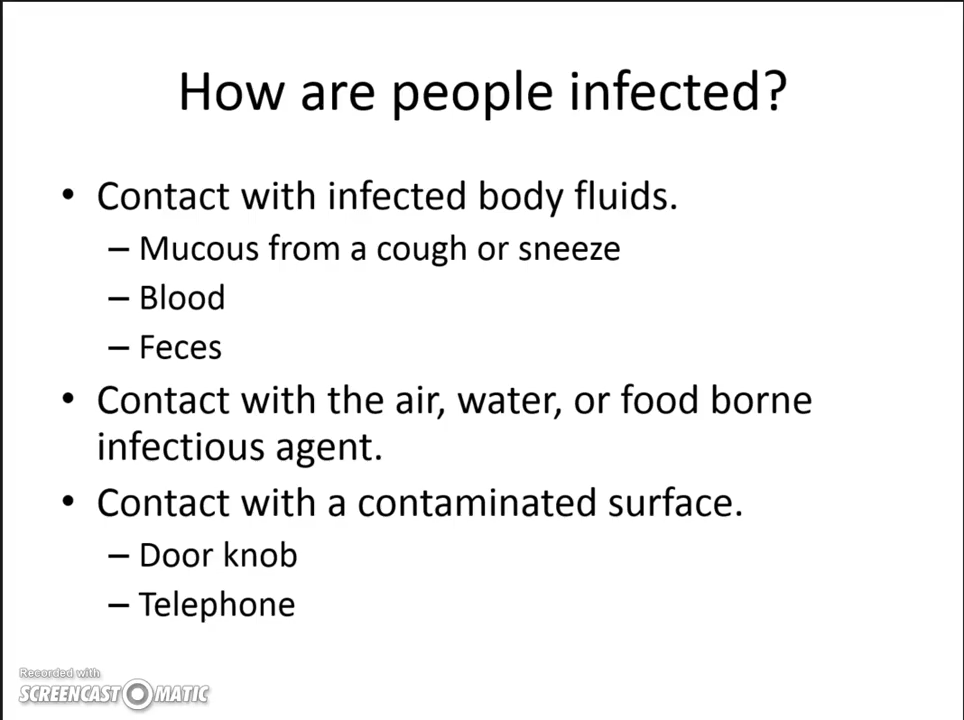 How are people infected?
• Contact with infected body fluids.
– Mucous from a cough or sneeze
– Blood
– Feces
• Contact with the air, water, or food borne
infectious agent.
• Contact with a contaminated surface.
– Door knob
– Telephone
Recorded with
SCREENCAST MATIC